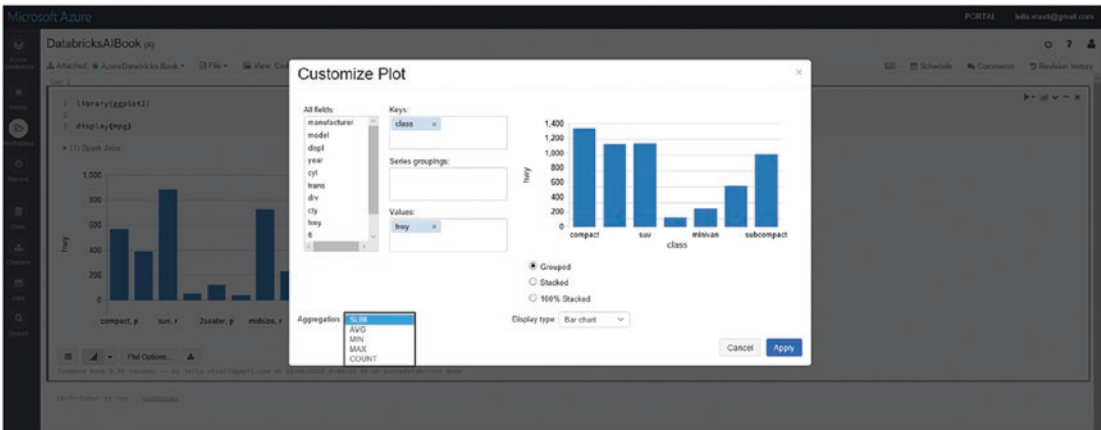 Microsoft Azure
PORTAL
DatabricksAIBook
Attached: AzureDatabricks Book
File
Schedule
Comments
Revision history
1 library(ggplot2)
2
3 display(mpg)
(1) Spark Jobs
1,000
800
600
400
200
0
hwy
compact, p
suv, r
2seater, p
midsize, r
Plot Options...
Customize Plot
All fields:
manufacturer
model
displ
year
cyl
trans
drv
cty
hwy
fl
Keys:
class
Series groupings:
Values:
hwy
1,400
1,200
1,000
800
600
400
200
0
hwy
compact
suv
minivan
subcompact
class
Grouped
Stacked
100% Stacked
Aggregation
SUM
AVG
MIN
MAX
COUNT
Display type
Bar chart
Cancel
Apply